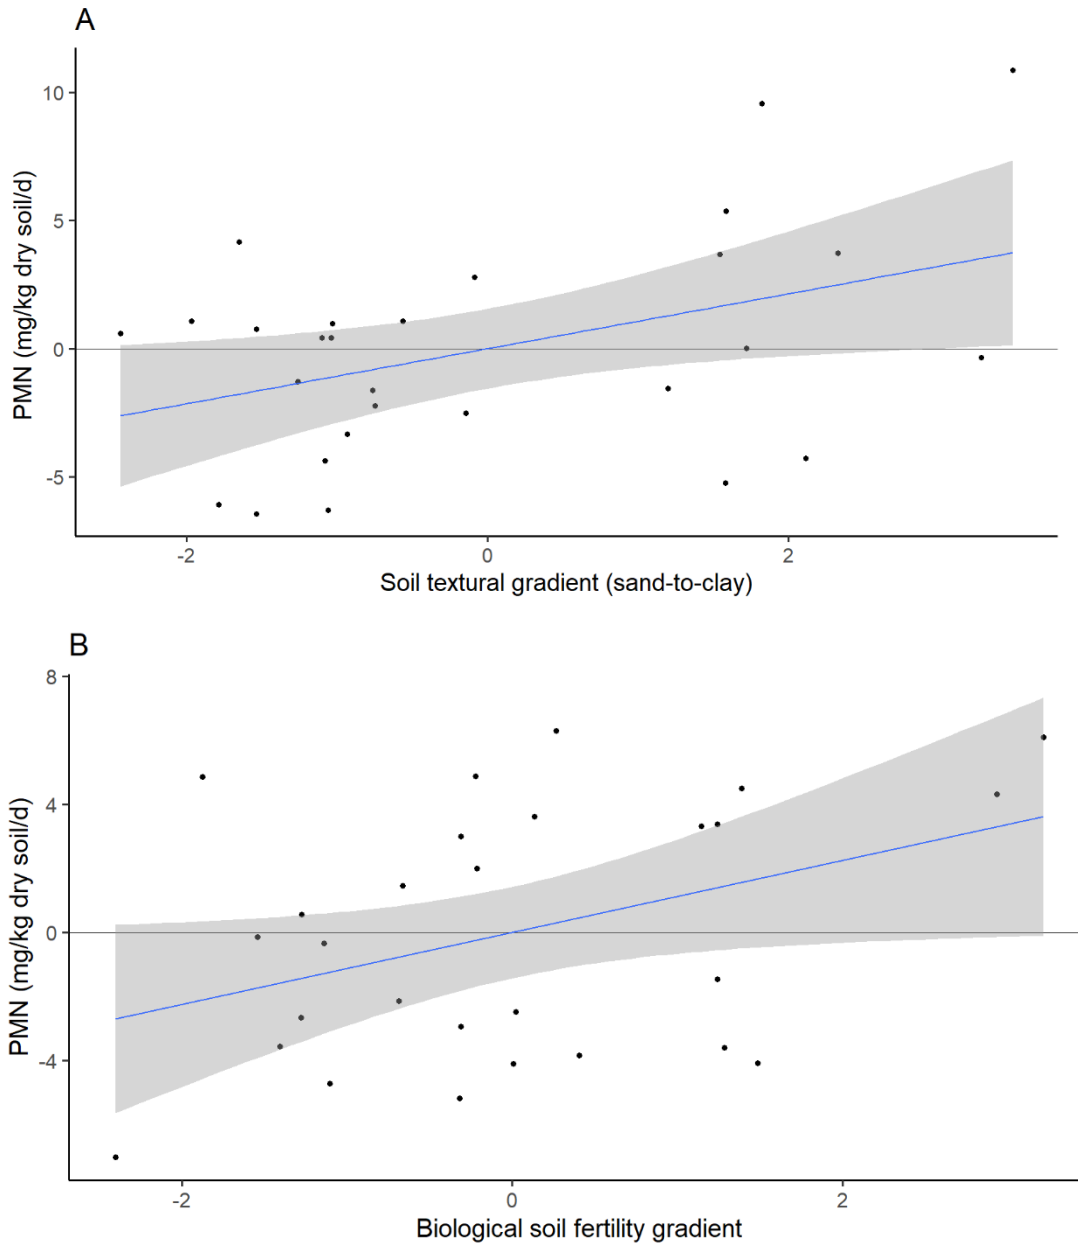 A
PMN (mg/kg dry soil/d)
10
5
0
-5
-2
0
2
Soil textural gradient (sand-to-clay)
B
PMN (mg/kg dry soil/d)
8
4
0
-4
-2
0
2
Biological soil fertility gradient